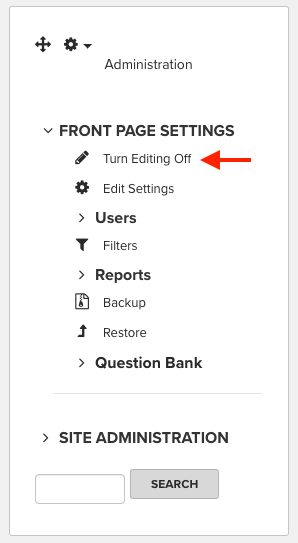 Administration
FRONT PAGE SETTINGS
Turn Editing Off
Edit Settings
Users
Filters
Reports
Backup
Restore
Question Bank
SITE ADMINISTRATION
SEARCH